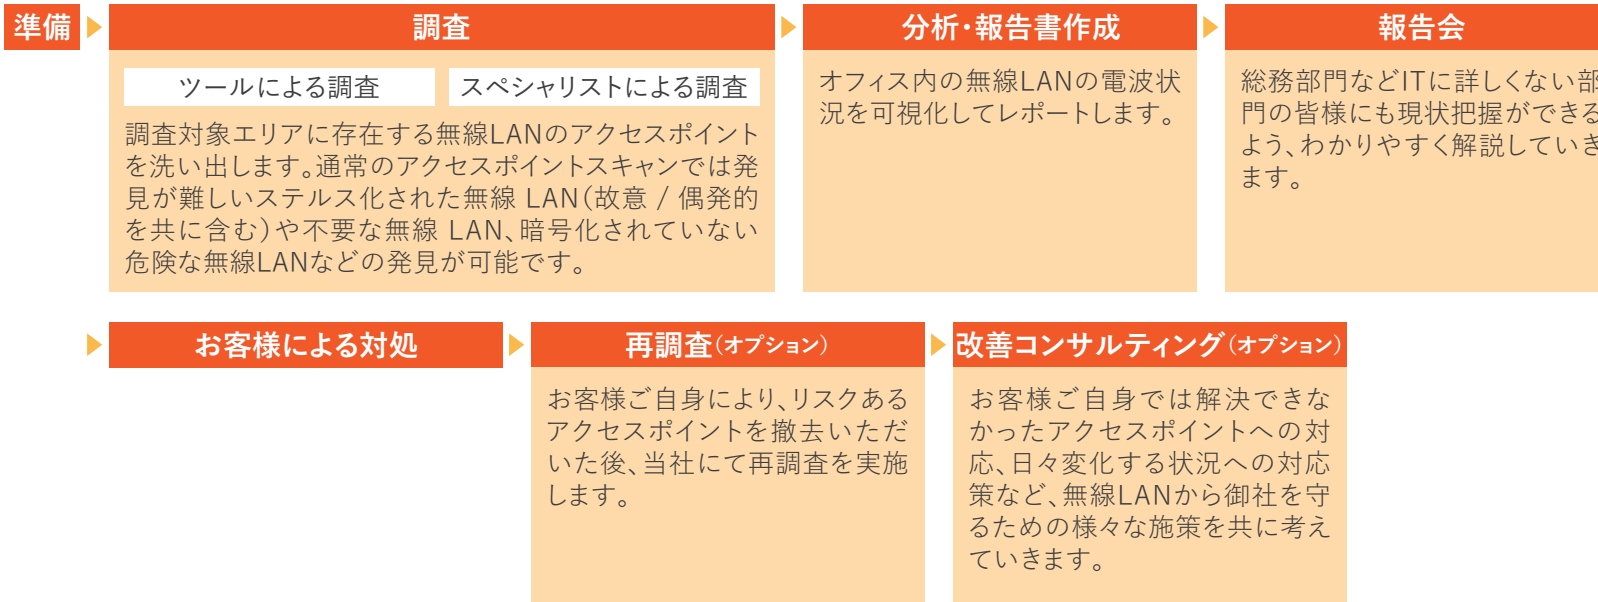 準備
調査
ツールによる調査
スペシャリストによる調査
調査対象エリアに存在する無線LANのアクセスポイント
を洗い出します。通常のアクセスポイントスキャンでは発
見が難しいステルス化された無線 LAN(故意 / 偶発的
を共に含む)や不要な無線 LAN、暗号化されていない
危険な無線LANなどの発見が可能です。
分析・報告書作成
オフィス内の無線LANの電波状
況を可視化してレポートします。
報告会
総務部門などITに詳しくない部
門の皆様にも現状把握ができる
よう、わかりやすく解説していき
ます。
お客様による対処
再調査(オプション)
お客様ご自身により、リスクある
アクセスポイントを撤去いただ
いた後、当社にて再調査を実施
します。
改善コンサルティング(オプション)
お客様ご自身では解決できな
かったアクセスポイントへの対
応、日々変化する状況への対応
策など、無線LANから御社を守
るための様々な施策を共に考え
ていきます。